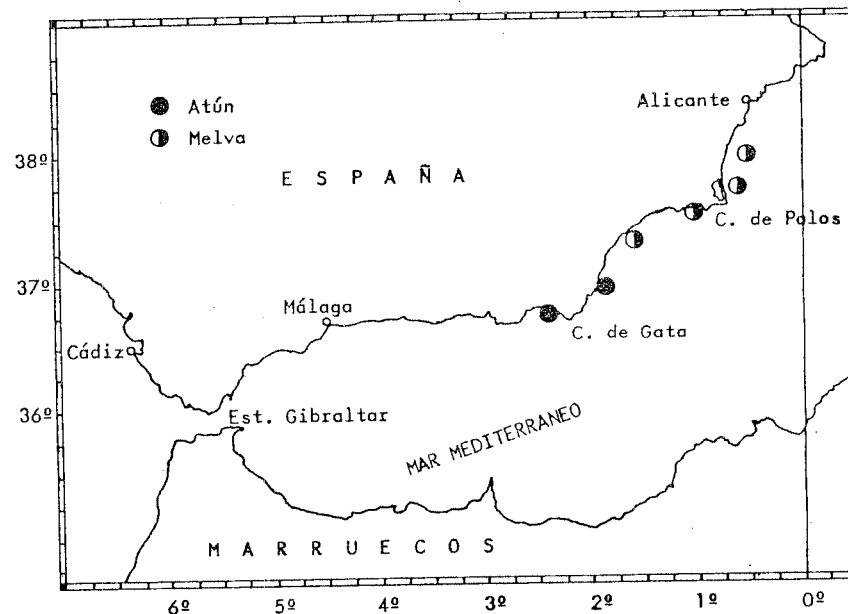 Atún
Melva
Alicante
38º
E S P A Ñ A
C. de Palos
37º
Málaga
C. de Gata
Cádiz
36º
Est. Gibraltar
MAR MEDITERRANEO
M A R R U E C O S
6º 5º 4º 3º 2º 1º 0º